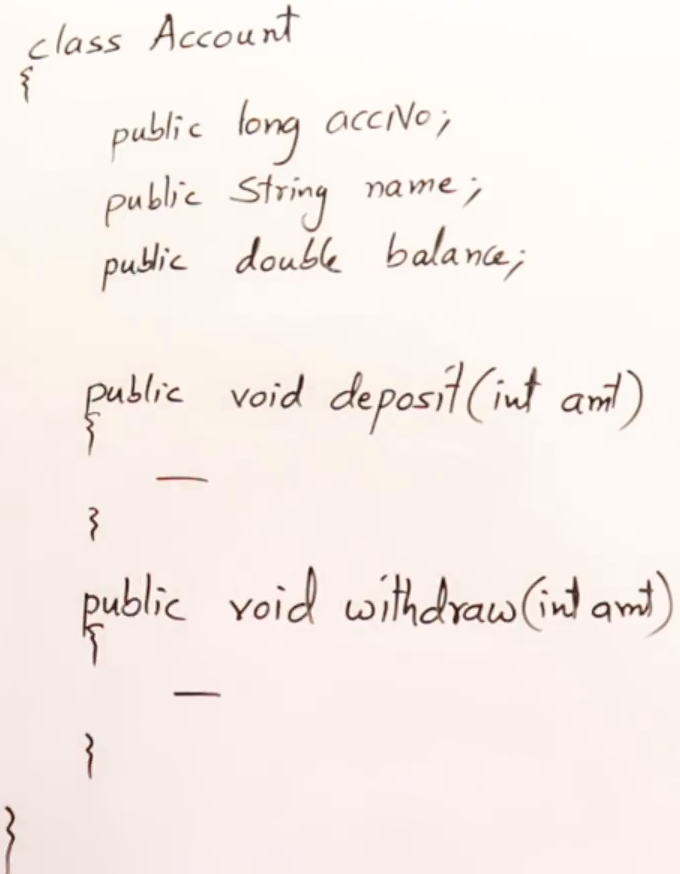 class Account
{
public long accNo;
public String name;
public double balance;
public void deposit(int amt)
{
—
}
public void withdraw(int amt)
{
—
}
}